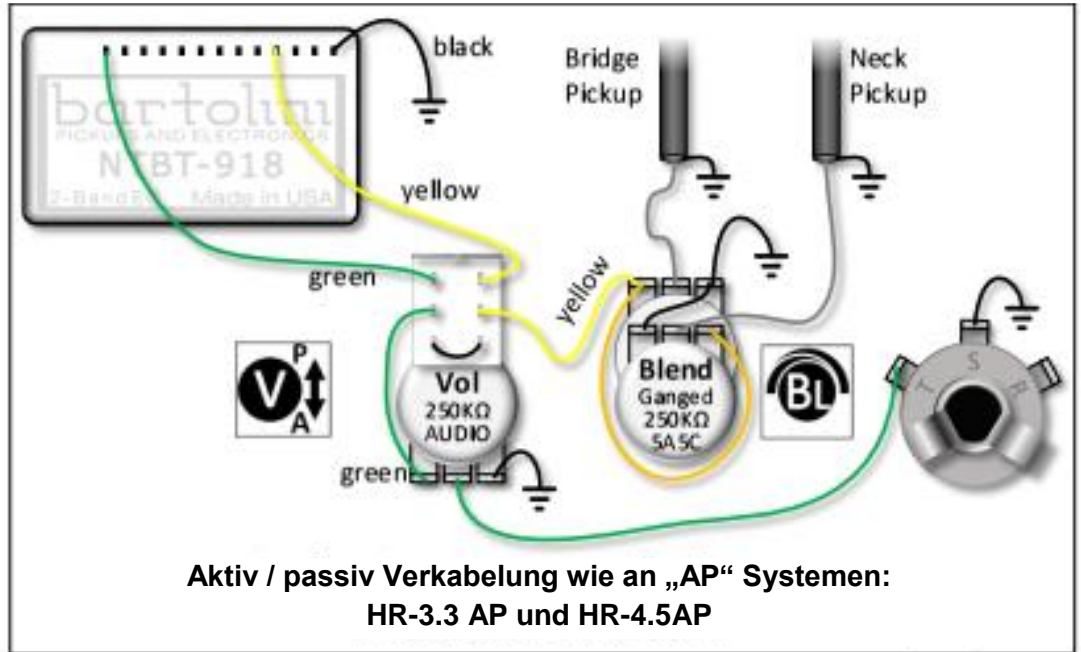 black
bartolini
PICKUPS AND ELECTRONICS
NTBT-918
2-Band EQ Made in USA
Bridge
Pickup
Neck
Pickup
yellow
green
yellow
V
P
A
Vol
250KΩ
AUDIO
green
Blend
Ganged
250KΩ
5A5C
BL
T
S
R
Aktiv / passiv Verkabelung wie an „AP“ Systemen:
HR-3.3 AP und HR-4.5AP